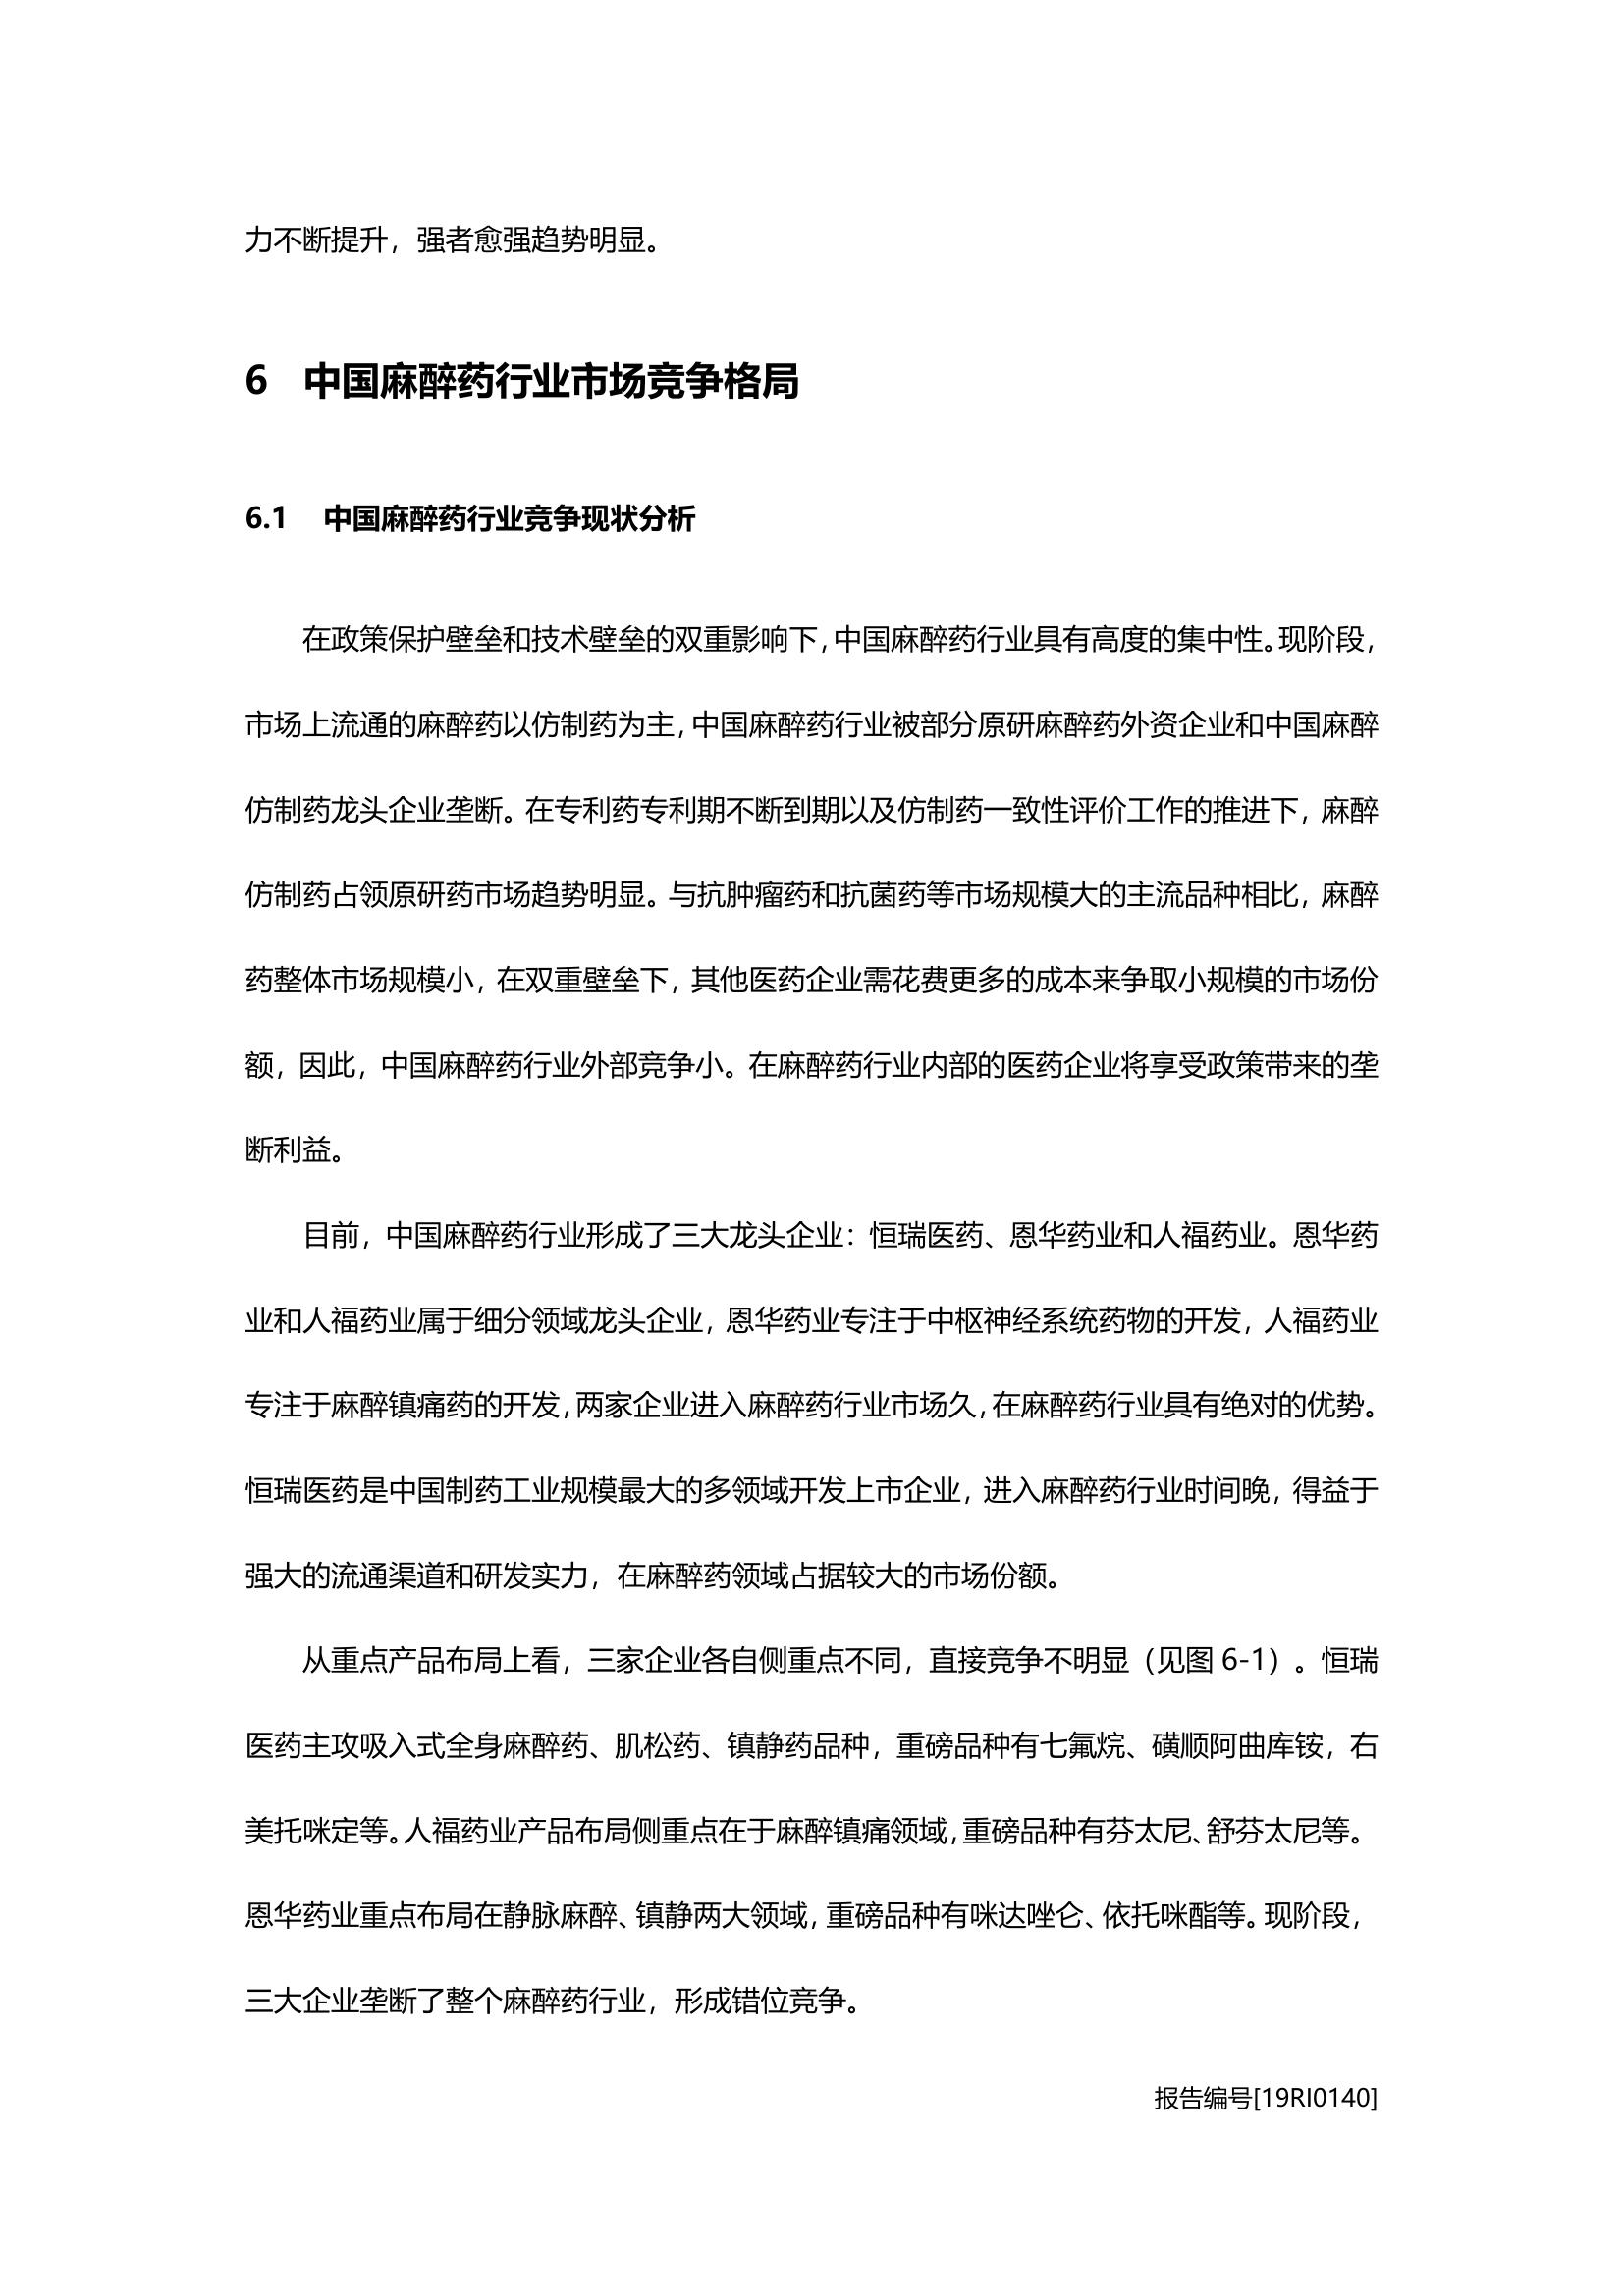 力不断提升，强者愈强趋势明显。
6 中国麻醉药行业市场竞争格局
6.1 中国麻醉药行业竞争现状分析
在政策保护壁垒和技术壁垒的双重影响下，中国麻醉药行业具有高度的集中性。现阶段，
市场上流通的麻醉药以仿制药为主，中国麻醉药行业被部分原研麻醉药外资企业和中国麻醉
仿制药龙头企业垄断。在专利药专利期不断到期以及仿制药一致性评价工作的推进下，麻醉
仿制药占领原研药市场趋势明显。与抗肿瘤药和抗菌药等市场规模大的主流品种相比，麻醉
药整体市场规模小，在双重壁垒下，其他医药企业需花费更多的成本来争取小规模的市场份
额，因此，中国麻醉药行业外部竞争小。在麻醉药行业内部的医药企业将享受政策带来的垄
断利益。
目前，中国麻醉药行业形成了三大龙头企业：恒瑞医药、恩华药业和人福药业。恩华药
业和人福药业属于细分领域龙头企业，恩华药业专注于中枢神经系统药物的开发，人福药业
专注于麻醉镇痛药的开发，两家企业进入麻醉药行业市场久，在麻醉药行业具有绝对的优势。
恒瑞医药是中国制药工业规模最大的多领域开发上市企业，进入麻醉药行业时间晚，得益于
强大的流通渠道和研发实力，在麻醉药领域占据较大的市场份额。
从重点产品布局上看，三家企业各自侧重点不同，直接竞争不明显（见图 6-1）。恒瑞
医药主攻吸入式全身麻醉药、肌松药、镇静药品种，重磅品种有七氟烷、磺顺阿曲库铵，右
美托咪定等。人福药业产品布局侧重点在于麻醉镇痛领域，重磅品种有芬太尼、舒芬太尼等。
恩华药业重点布局在静脉麻醉、镇静两大领域，重磅品种有咪达唑仑、依托咪酯等。现阶段，
三大企业垄断了整个麻醉药行业，形成错位竞争。
报告编号[19RI0140]